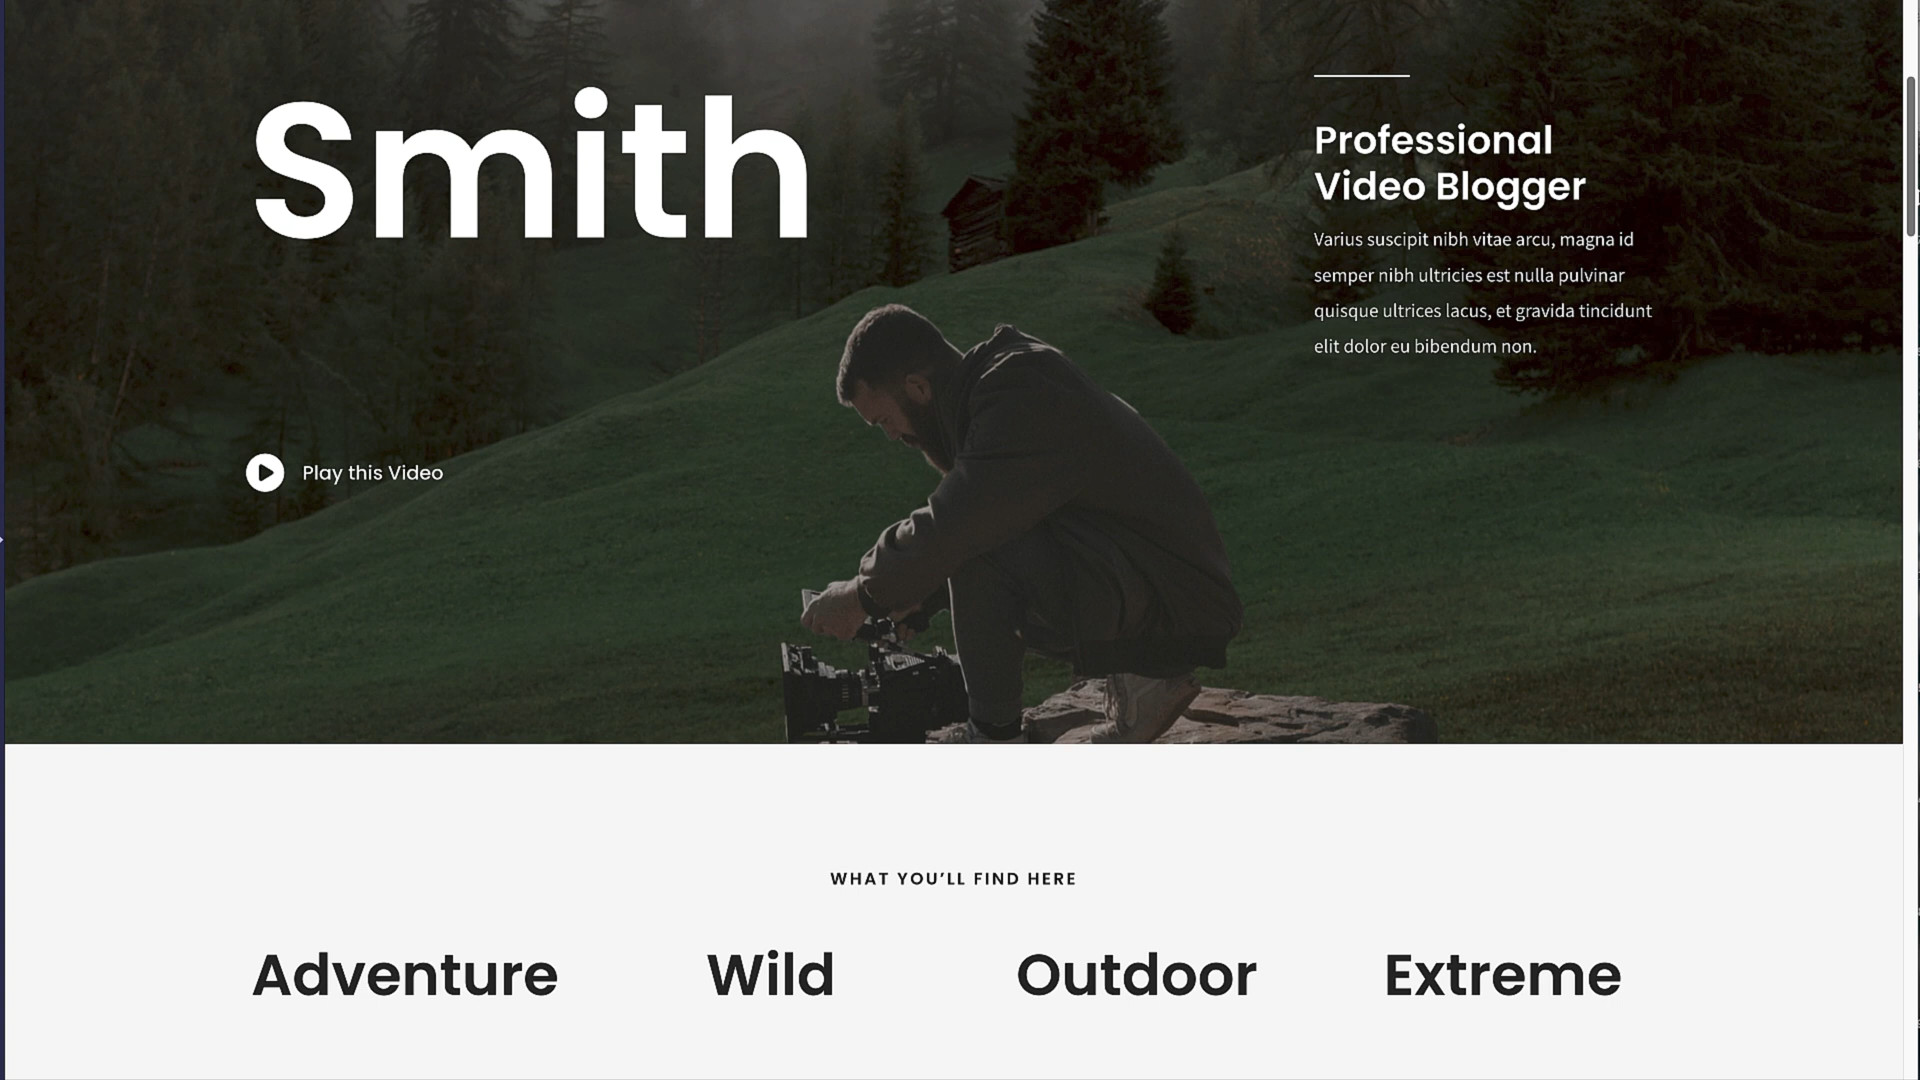 Smith
Professional
Video Blogger
Varius suscipit nibh vitae arcu, magna id
semper nibh ultricies est nulla pulvinar
quisque ultrices lacus, et gravida tincidunt
elit dolor eu bibendum non.
Play this Video
WHAT YOU’LL FIND HERE
Adventure
Wild
Outdoor
Extreme